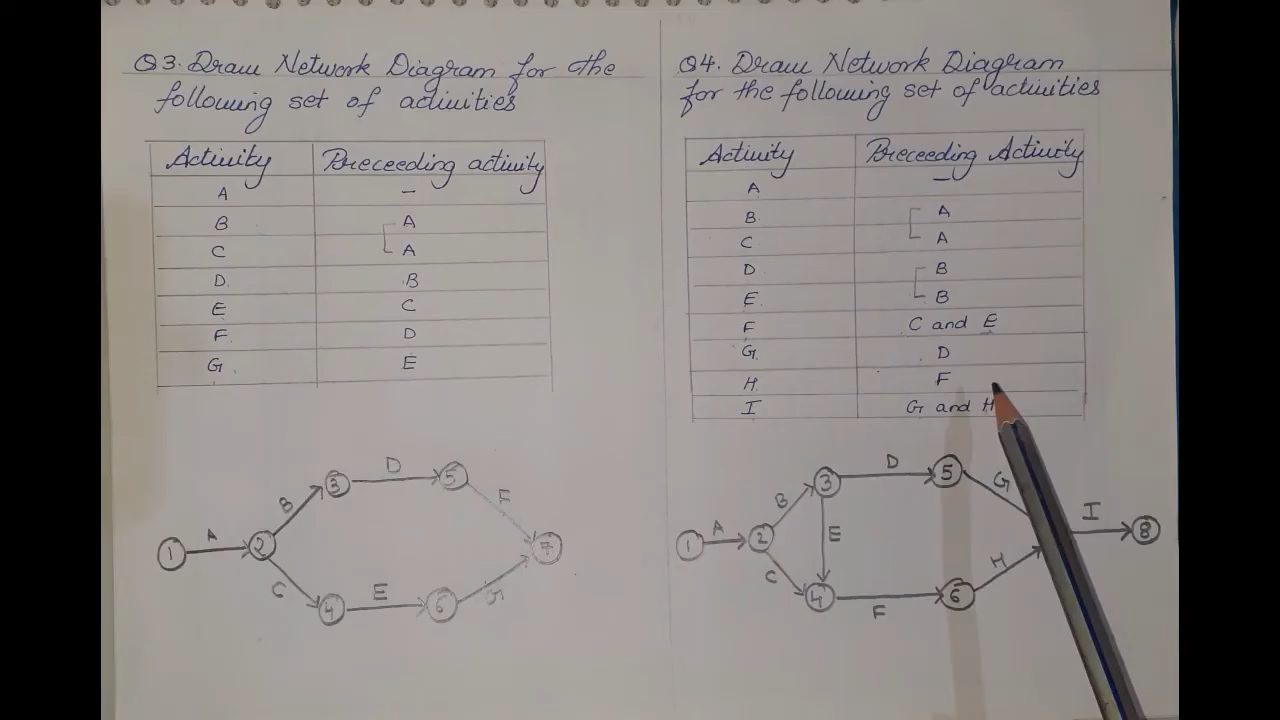 Q3. Draw Network Diagram for the
following set of activities
Activity Preceeding activity
A -
B A
C A
D B
E C
F D
G E
1 A 2 B 3 D 5 F 7
C 4 E 6 G
Q4. Draw Network Diagram
for the following set of activities
Activity Preceeding Activity
A -
B A
C A
D B
E B
F C and E
G D
H F
I G and H
1 A 2 B 3 D 5 G I 8
C E 4 F 6 H